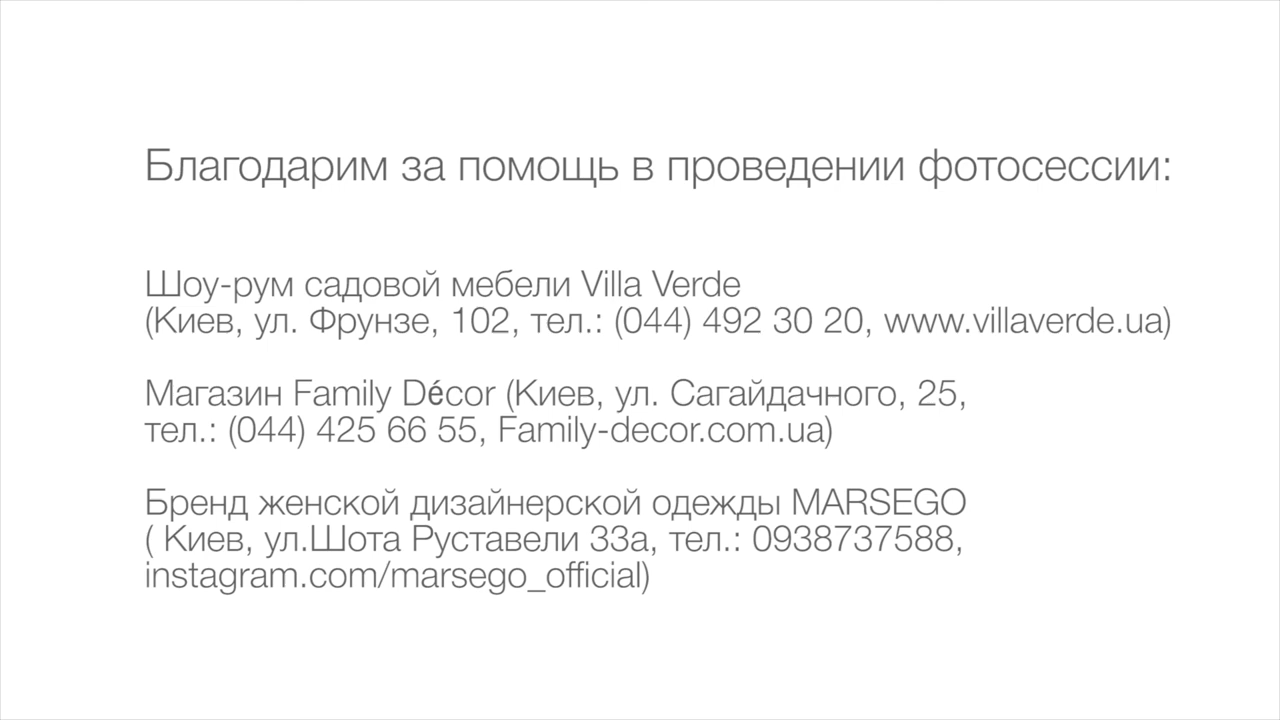 Благодарим за помощь в проведении фотосессии:
Шоу-рум садовой мебели Villa Verde
(Киев, ул. Фрунзе, 102, тел.: (044) 492 30 20, www.villaverde.ua)
Магазин Family Décor (Киев, ул. Сагайдачного, 25,
тел.: (044) 425 66 55, Family-decor.com.ua)
Бренд женской дизайнерской одежды MARSEGO
( Киев, ул.Шота Руставели 33а, тел.: 0938737588,
instagram.com/marsego_official)